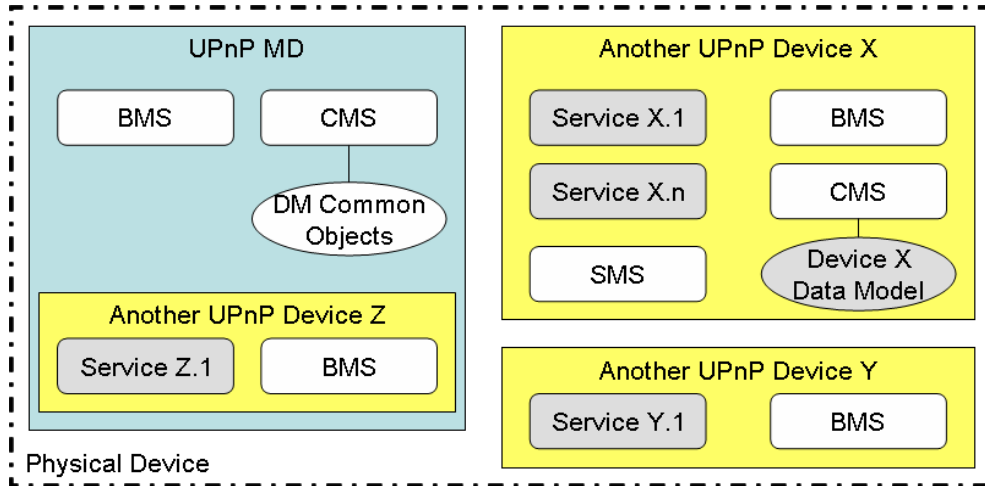 UPnP MD
BMS
CMS
DM Common
Objects
Another UPnP Device Z
Service Z.1
BMS
Another UPnP Device X
Service X.1
BMS
Service X.n
CMS
SMS
Device X
Data Model
Another UPnP Device Y
Service Y.1
BMS
Physical Device